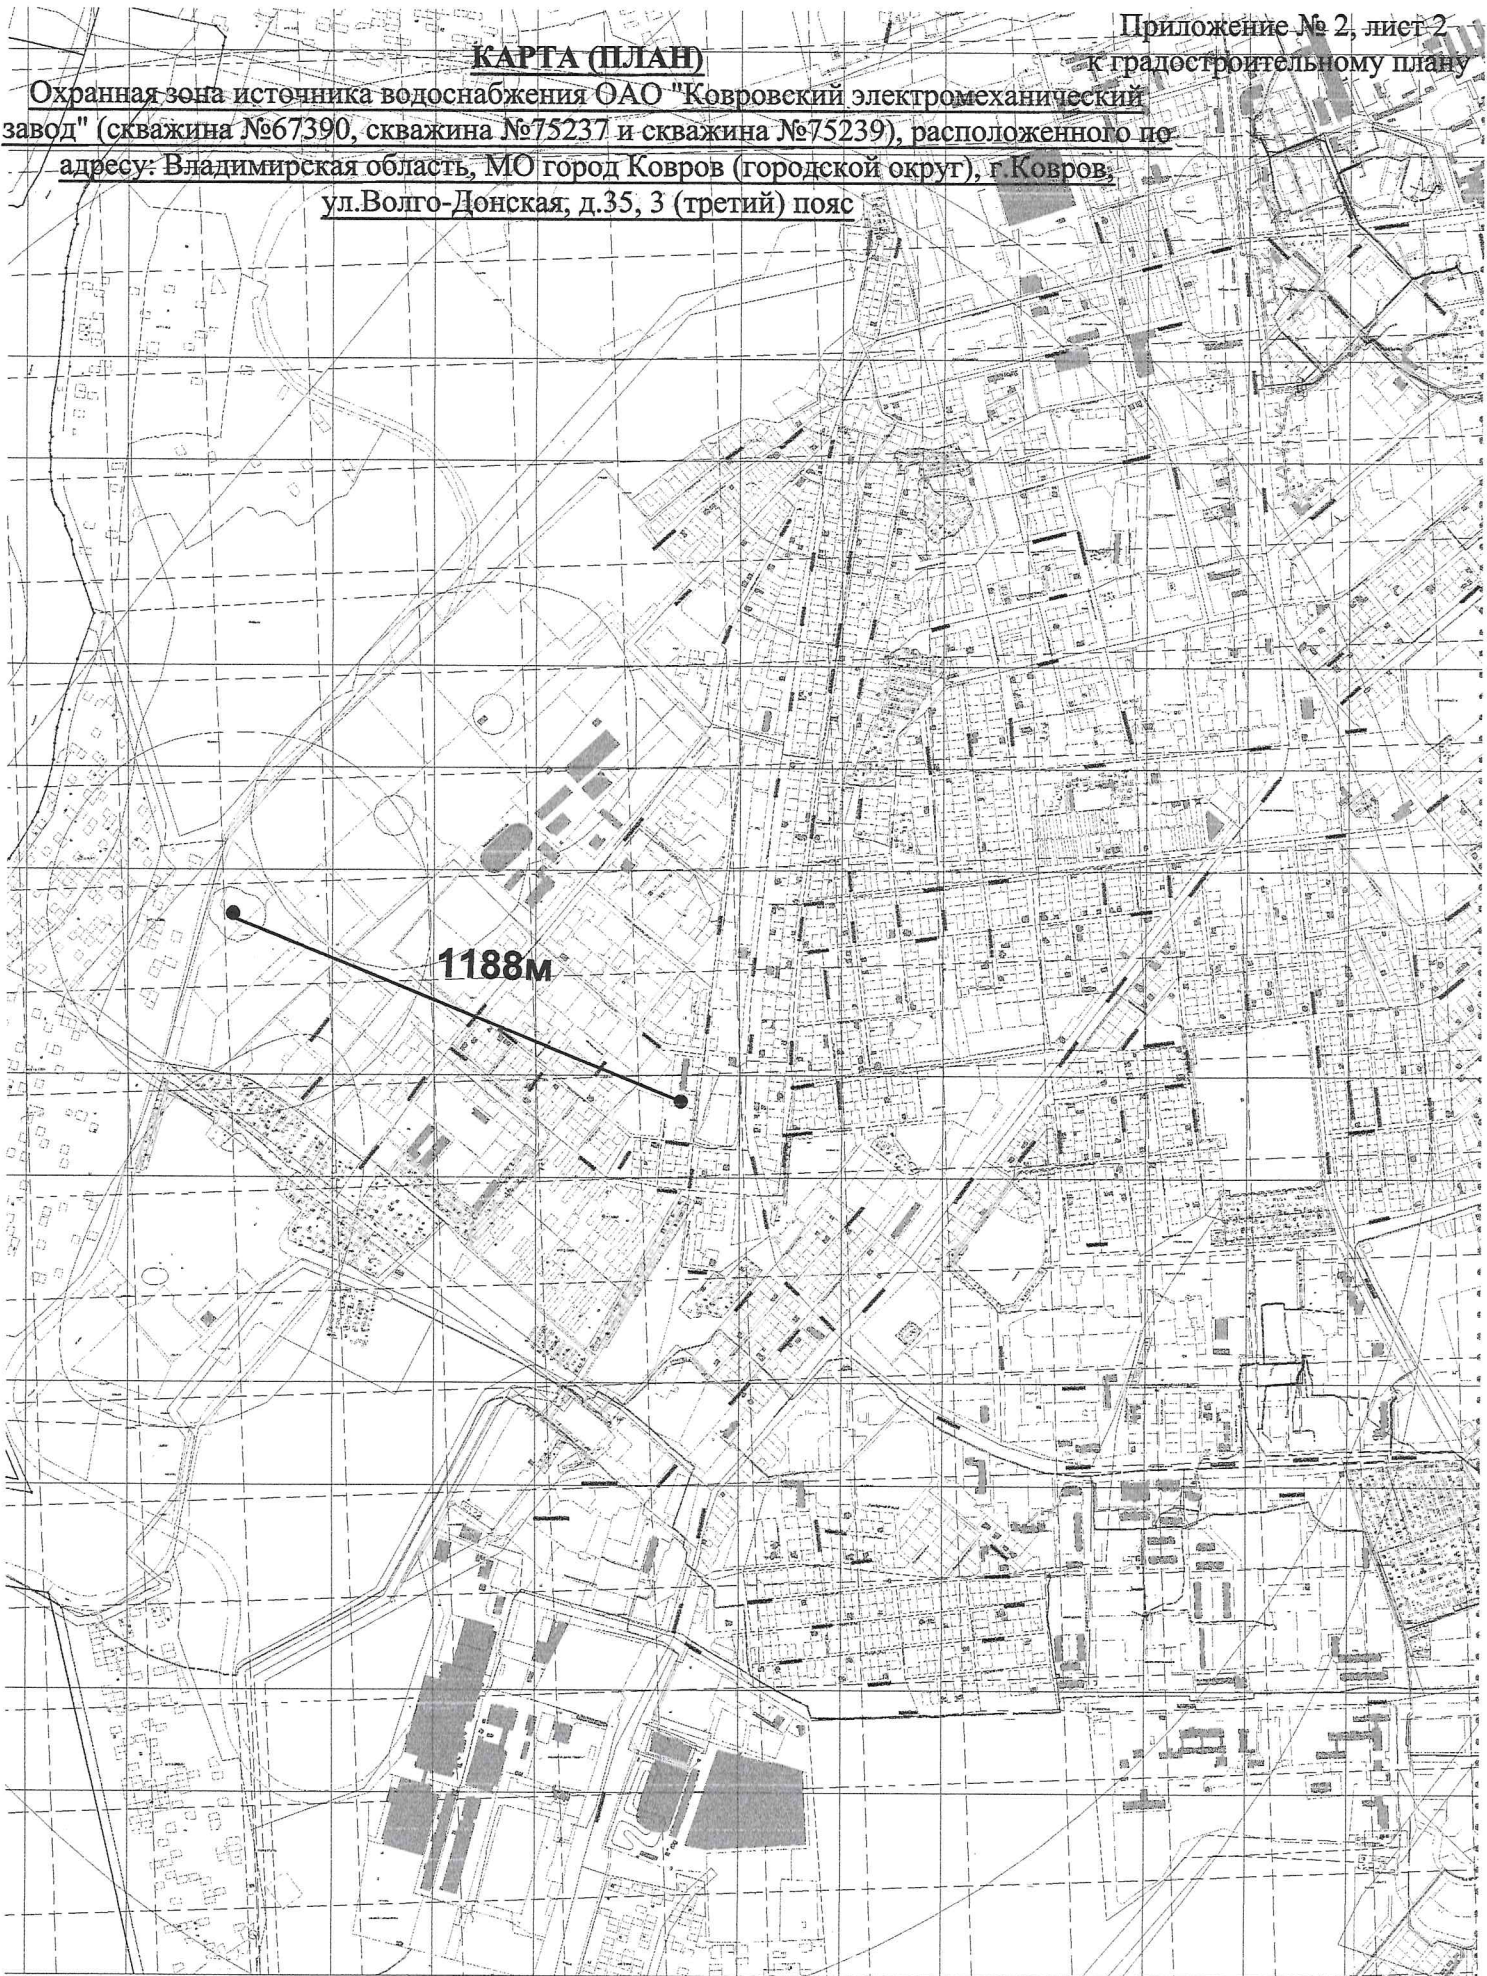 Приложение № 2, лист 2
к градостроительному плану
КАРТА (ПЛАН)
Охранная зона источника водоснабжения ОАО "Ковровский электромеханический
завод" (скважина №67390, скважина №75237 и скважина №75239), расположенного по
адресу: Владимирская область, МО город Ковров (городской округ), г.Ковров,
ул.Волго-Донская, д.35, 3 (третий) пояс
1188м